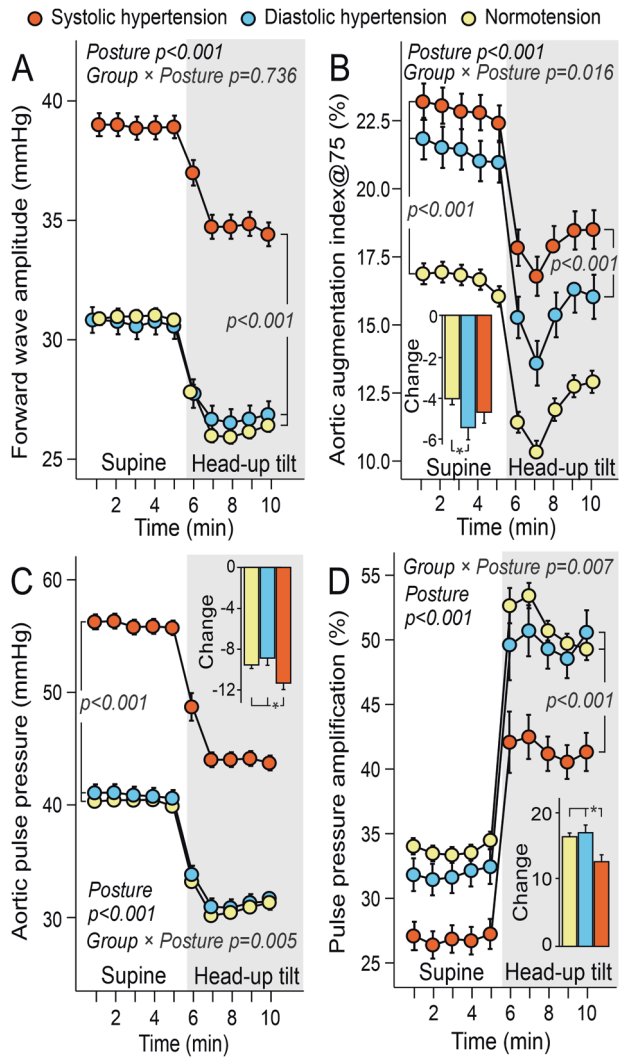 Systolic hypertension Diastolic hypertension Normotension
A
Posture p<0.001
Group × Posture p=0.736
Forward wave amplitude (mmHg)
40
35
30
25
p<0.001
Supine Head-up tilt
2 4 6 8 10
Time (min)
B
Posture p<0.001
Group × Posture p=0.016
Aortic augmentation index@75 (%)
22.5
20.0
17.5
15.0
12.5
10.0
p<0.001
p<0.001
Change
0
-2
-4
-6
*
Supine Head-up tilt
2 4 6 8 10
Time (min)
C
Aortic pulse pressure (mmHg)
60
50
40
30
p<0.001
Change
0
-4
-8
-12
*
Posture
p<0.001
Group × Posture p=0.005
Supine Head-up tilt
2 4 6 8 10
Time (min)
D
Group × Posture p=0.007
Posture
p<0.001
Pulse pressure amplification (%)
55
50
42
33
32
25
p<0.001
Change
20
10
0
*
Supine Head-up tilt
2 4 6 8 10
Time (min)